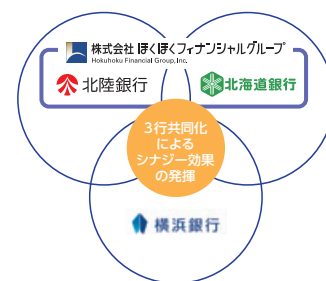 株式会社 ほくほくフィナンシャルグループ
Hokuhoku Financial Group, Inc.
北陸銀行
北海道銀行
3行共同化
による
シナジー効果
の発揮
横浜銀行